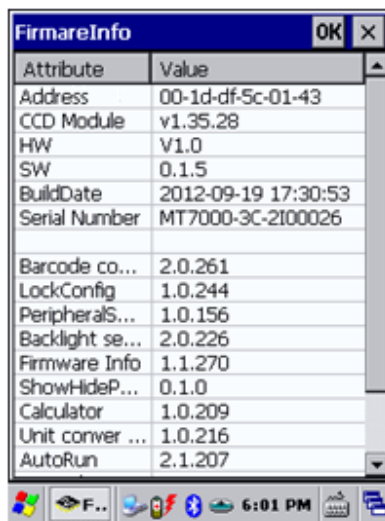 FirmareInfo OK ×
Attribute Value
Address 00-1d-df-5c-01-43
CCD Module v1.35.28
HW V1.0
SW 0.1.5
BuildDate 2012-09-19 17:30:53
Serial Number MT7000-3C-2I00026
Barcode co... 2.0.261
LockConfig 1.0.244
PeripheralS... 1.0.156
Backlight se... 2.0.226
Firmware Info 1.1.270
ShowHideP... 0.1.0
Calculator 1.0.209
Unit conver ... 1.0.216
AutoRun 2.1.207
F.. 6:01 PM